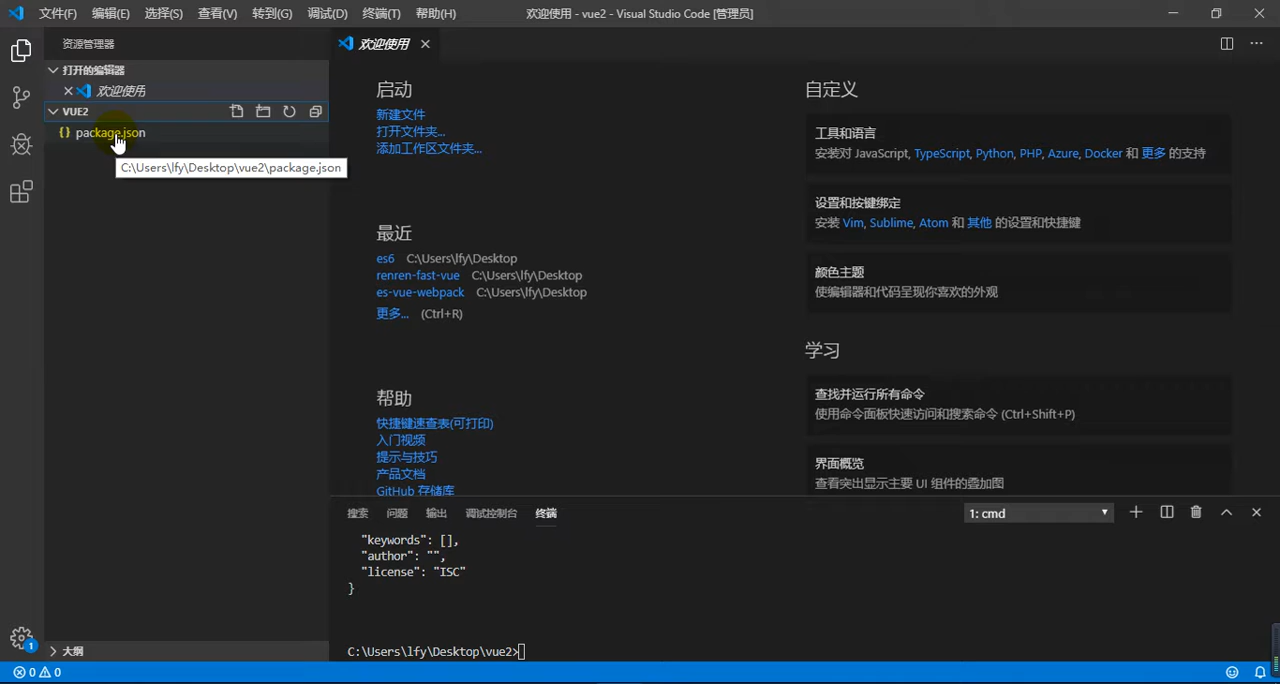 文件(F) 编辑(E) 选择(S) 查看(V) 转到(G) 调试(D) 终端(T) 帮助(H) 欢迎使用 - vue2 - Visual Studio Code [管理员]
资源管理器
打开的编辑器
欢迎使用
VUE2
{} package.json
C:\Users\lfy\Desktop\vue2\package.json
大纲
欢迎使用
启动
新建文件
打开文件夹...
添加工作区文件夹...
最近
es6 C:\Users\lfy\Desktop
renren-fast-vue C:\Users\lfy\Desktop
es-vue-webpack C:\Users\lfy\Desktop
更多... (Ctrl+R)
帮助
快捷键速查表(可打印)
入门视频
提示与技巧
产品文档
GitHub 存储库
自定义
工具和语言
安装对 JavaScript, TypeScript, Python, PHP, Azure, Docker 和 更多 的支持
设置和按键绑定
安装 Vim, Sublime, Atom 和 其他 的设置和快捷键
颜色主题
使编辑器和代码呈现你喜欢的外观
学习
查找并运行所有命令
使用命令面板快速访问和搜索命令 (Ctrl+Shift+P)
界面概览
查看突出显示主要 UI 组件的叠加图
搜索 问题 输出 调试控制台 终端 1: cmd
"keywords": [],
"author": "",
"license": "ISC"
}
C:\Users\lfy\Desktop\vue2>
1
0 0